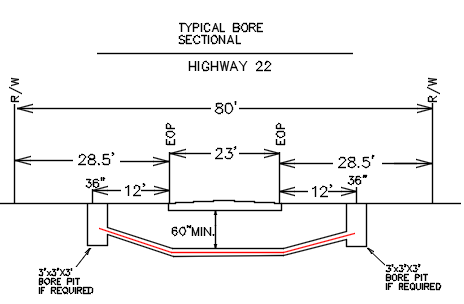 TYPICAL BORE
SECTIONAL
HIGHWAY 22
R/W
R/W
80'
EOP
EOP
28.5'
23'
28.5'
36"
12'
12'
36"
60"MIN.
3'x3'X3'
BORE PIT
IF REQUIRED
3'x3'X3'
BORE PIT
IF REQUIRED